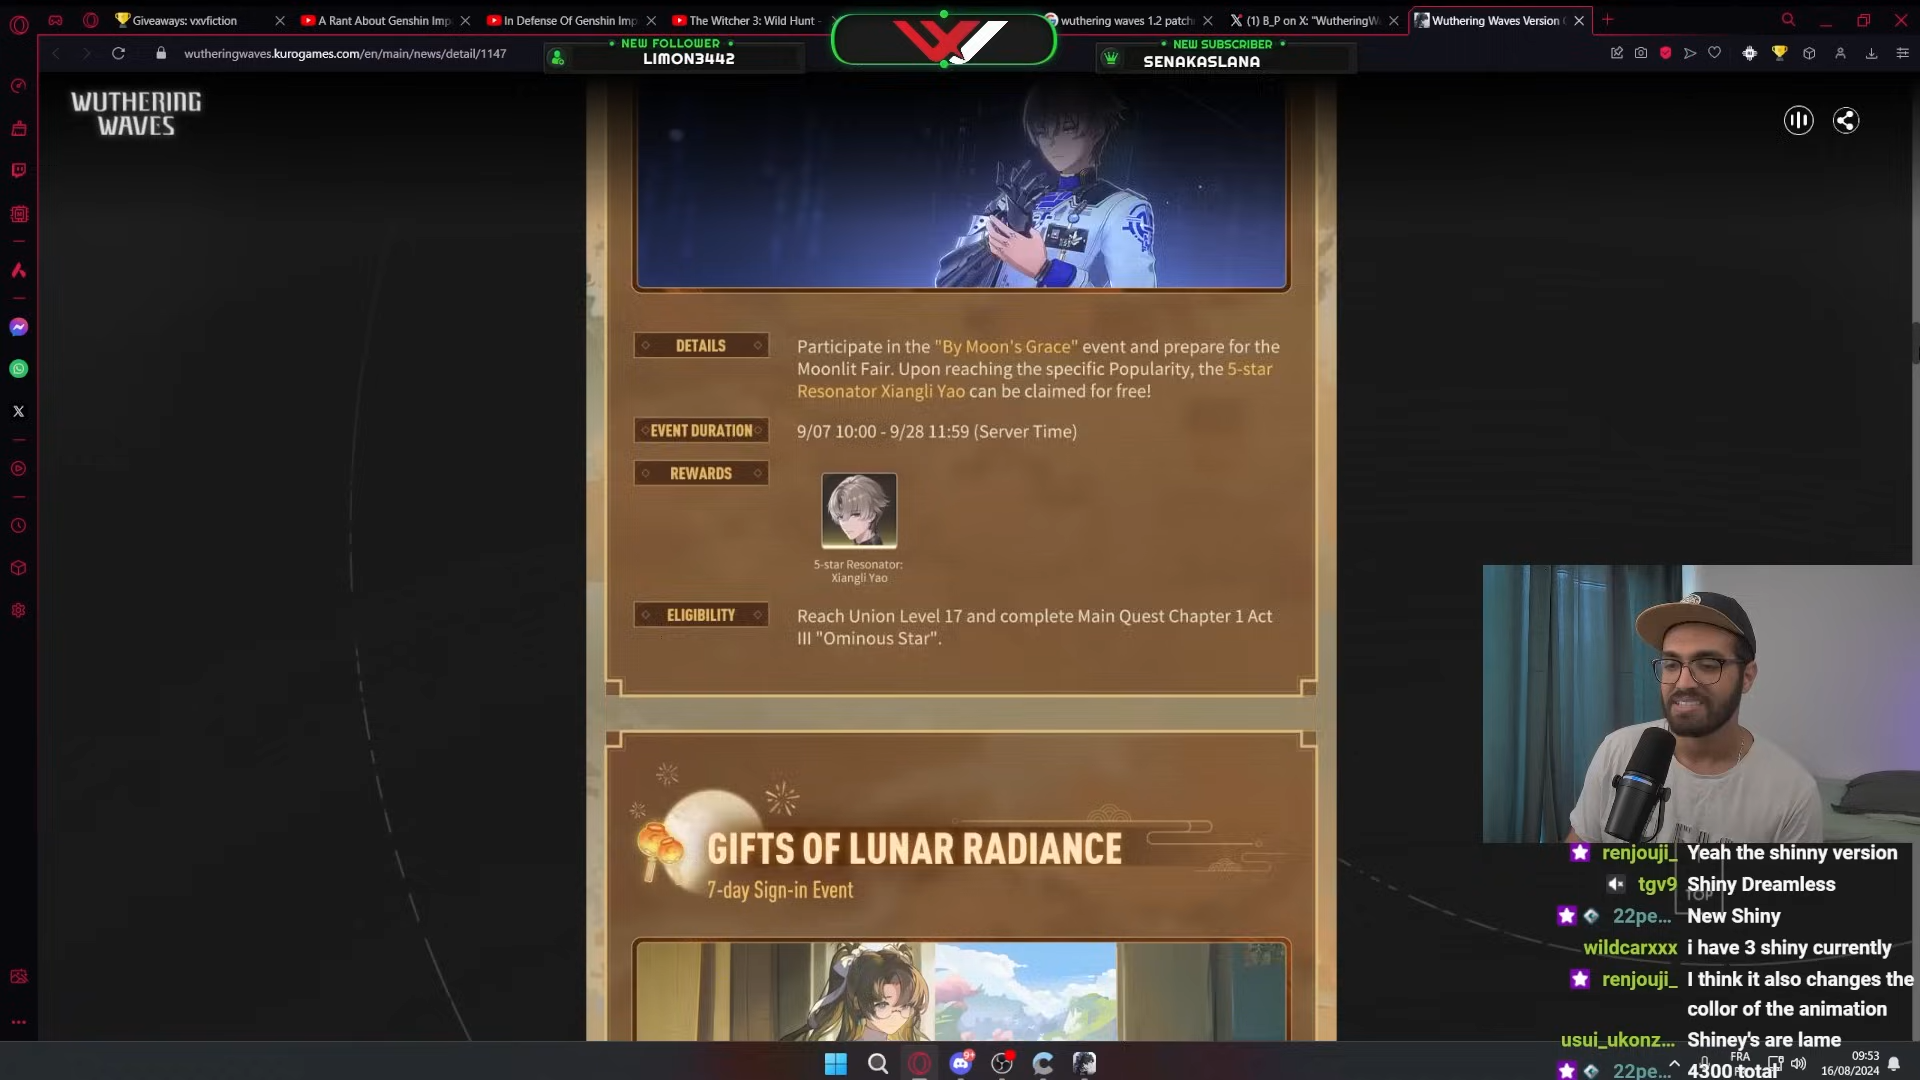 Giveaways: vxvfiction
A Rant About Genshin Imp
In Defense Of Genshin Imp
The Witcher 3: Wild Hunt -
wuthering waves 1.2 patch
(1) B_P on X: "WutheringW
Wuthering Waves Version
wutheringwaves.kurogames.com/en/main/news/detail/1147
NEW FOLLOWER
LIMON3442
NEW SUBSCRIBER
SENAKASLANA
WUTHERING
WAVES
DETAILS
Participate in the "By Moon's Grace" event and prepare for the
Moonlit Fair. Upon reaching the specific Popularity, the 5-star
Resonator Xiangli Yao can be claimed for free!
EVENT DURATION
9/07 10:00 - 9/28 11:59 (Server Time)
REWARDS
5-star Resonator:
Xiangli Yao
ELIGIBILITY
Reach Union Level 17 and complete Main Quest Chapter 1 Act
III "Ominous Star".
GIFTS OF LUNAR RADIANCE
7-day Sign-in Event
renjouji_ Yeah the shinny version
tgv9 Shiny Dreamless
TOP
22pe... New Shiny
wildcarxxx i have 3 shiny currently
renjouji_ I think it also changes the
collor of the animation
usui_ukonz... Shiney's are lame
22pe... 4300 total
9+
FRA
09:53
16/08/2024